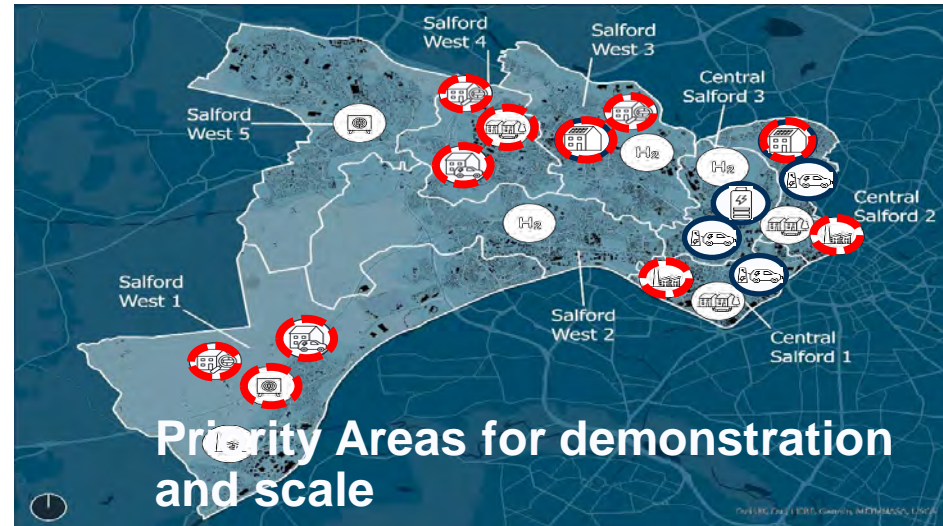 Salford
West 4
Salford
West 3
Central
Salford 3
Salford
West 5
H₂
H₂
Central
Salford 2
H₂
Salford
West 1
Salford
West 2
Central
Salford 1
Priority Areas for demonstration
and scale